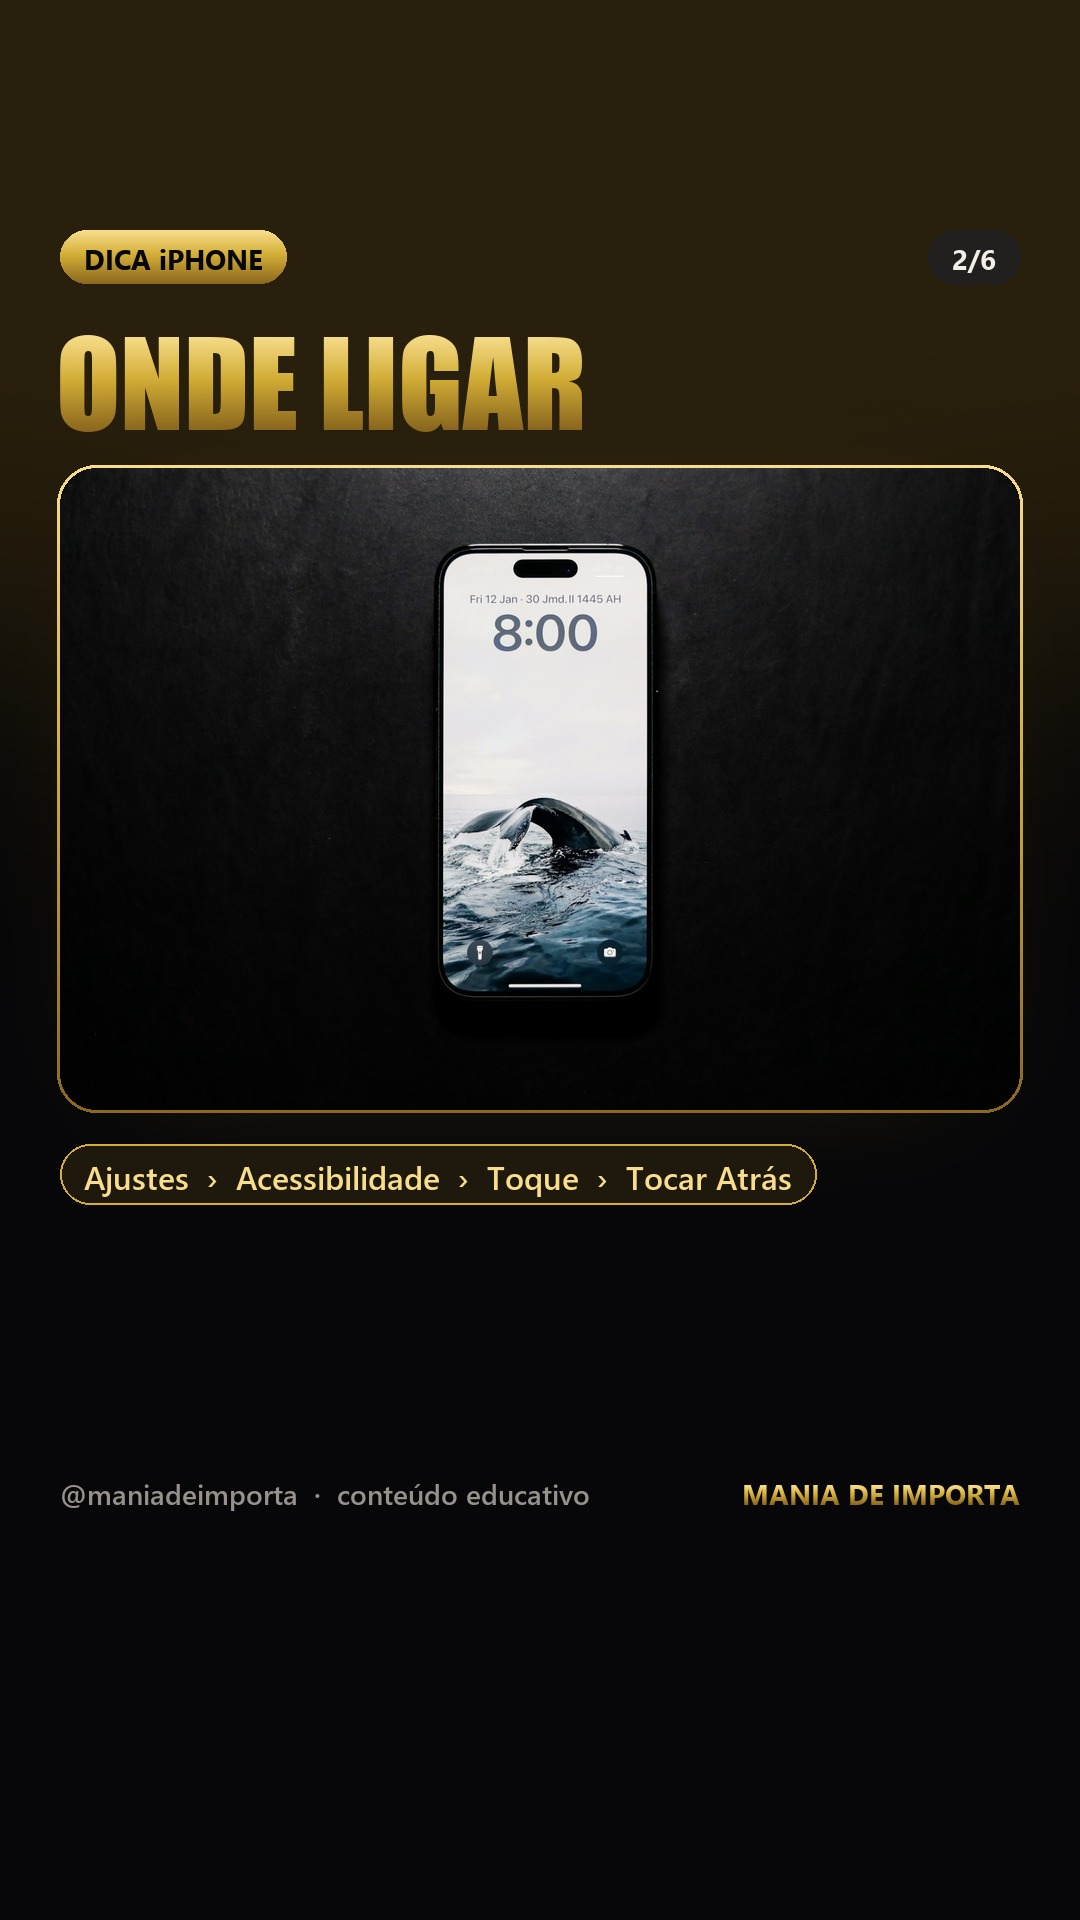 DICA iPHONE
2/6
ONDE LIGAR
Fri 12 Jan · 30 Jmd.II 1445 AH
8:00
Ajustes › Acessibilidade › Toque › Tocar Atrás
@maniadeimporta · conteúdo educativo
MANIA DE IMPORTA